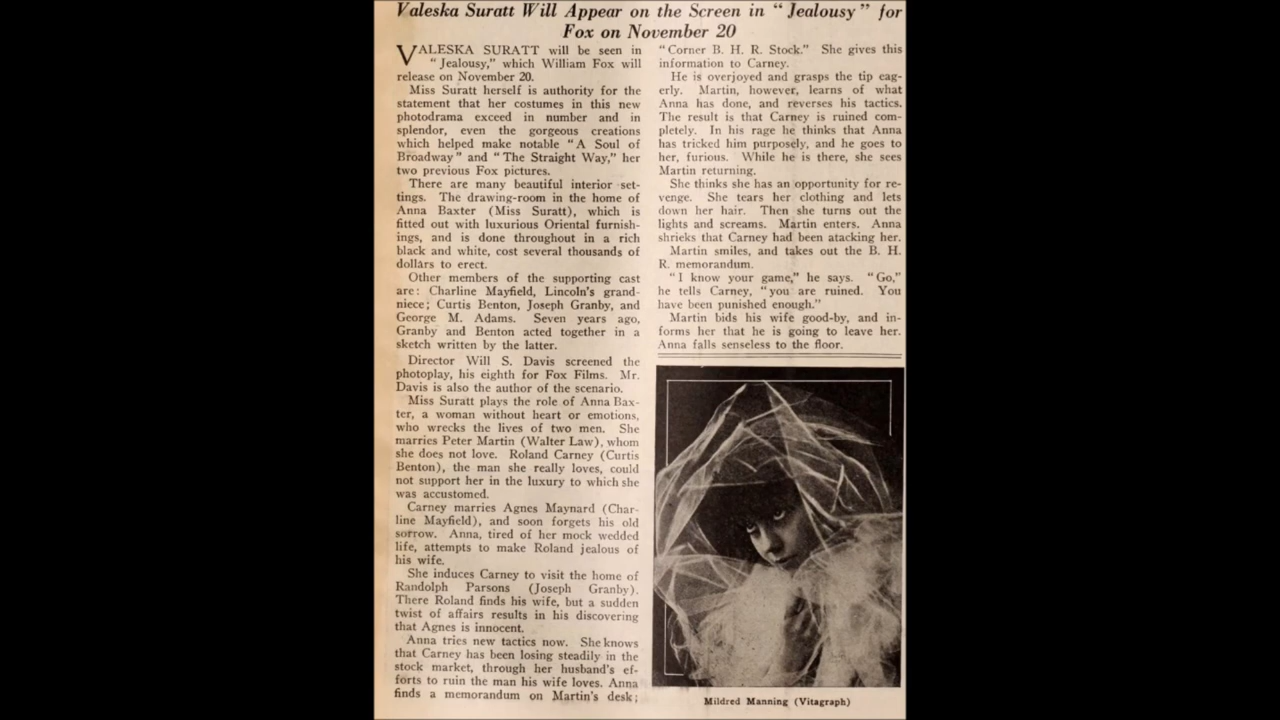 Valeska Suratt Will Appear on the Screen in "Jealousy" for
Fox on November 20
VALESKA SURATT will be seen in
"Jealousy," which William Fox will
release on November 20.
Miss Suratt herself is authority for the
statement that her costumes in this new
photodrama exceed in number and in
splendor, even the gorgeous creations
which helped make notable "A Soul of
Broadway" and "The Straight Way," her
two previous Fox pictures.
There are many beautiful interior set-
tings. The drawing-room in the home of
Anna Baxter (Miss Suratt), which is
fitted out with luxurious Oriental furnish-
ings, and is done throughout in a rich
black and white, cost several thousands of
dollars to erect.
Other members of the supporting cast
are: Charline Mayfield, Lincoln's grand-
niece; Curtis Benton, Joseph Granby, and
George M. Adams. Seven years ago,
Granby and Benton acted together in a
sketch written by the latter.
Director Will S. Davis screened the
photoplay, his eighth for Fox Films. Mr.
Davis is also the author of the scenario.
Miss Suratt plays the role of Anna Bax-
ter, a woman without heart or emotions,
who wrecks the lives of two men. She
marries Peter Martin (Walter Law), whom
she does not love. Roland Carney (Curtis
Benton), the man she really loves, could
not support her in the luxury to which she
was accustomed.
Carney marries Agnes Maynard (Char-
line Mayfield), and soon forgets his old
sorrow. Anna, tired of her mock wedded
life, attempts to make Roland jealous of
his wife.
She induces Carney to visit the home of
Randolph Parsons (Joseph Granby).
There Roland finds his wife, but a sudden
twist of affairs results in his discovering
that Agnes is innocent.
Anna tries new tactics now. She knows
that Carney has been losing steadily in the
stock market, through her husband's ef-
forts to ruin the man his wife loves. Anna
finds a memorandum on Martin's desk;
"Corner B. H. R. Stock." She gives this
information to Carney.
He is overjoyed and grasps the tip eag-
erly. Martin, however, learns of what
Anna has done, and reverses his tactics.
The result is that Carney is ruined com-
pletely. In his rage he thinks that Anna
has tricked him purposely, and he goes to
her, furious. While he is there, she sees
Martin returning.
She thinks she has an opportunity for re-
venge. She tears her clothing and lets
down her hair. Then she turns out the
lights and screams. Martin enters. Anna
shrieks that Carney had been atacking her.
Martin smiles, and takes out the B. H.
R. memorandum.
"I know your game," he says. "Go,"
he tells Carney, "you are ruined. You
have been punished enough."
Martin bids his wife good-by, and in-
forms her that he is going to leave her.
Anna falls senseless to the floor.
Mildred Manning (Vitagraph)